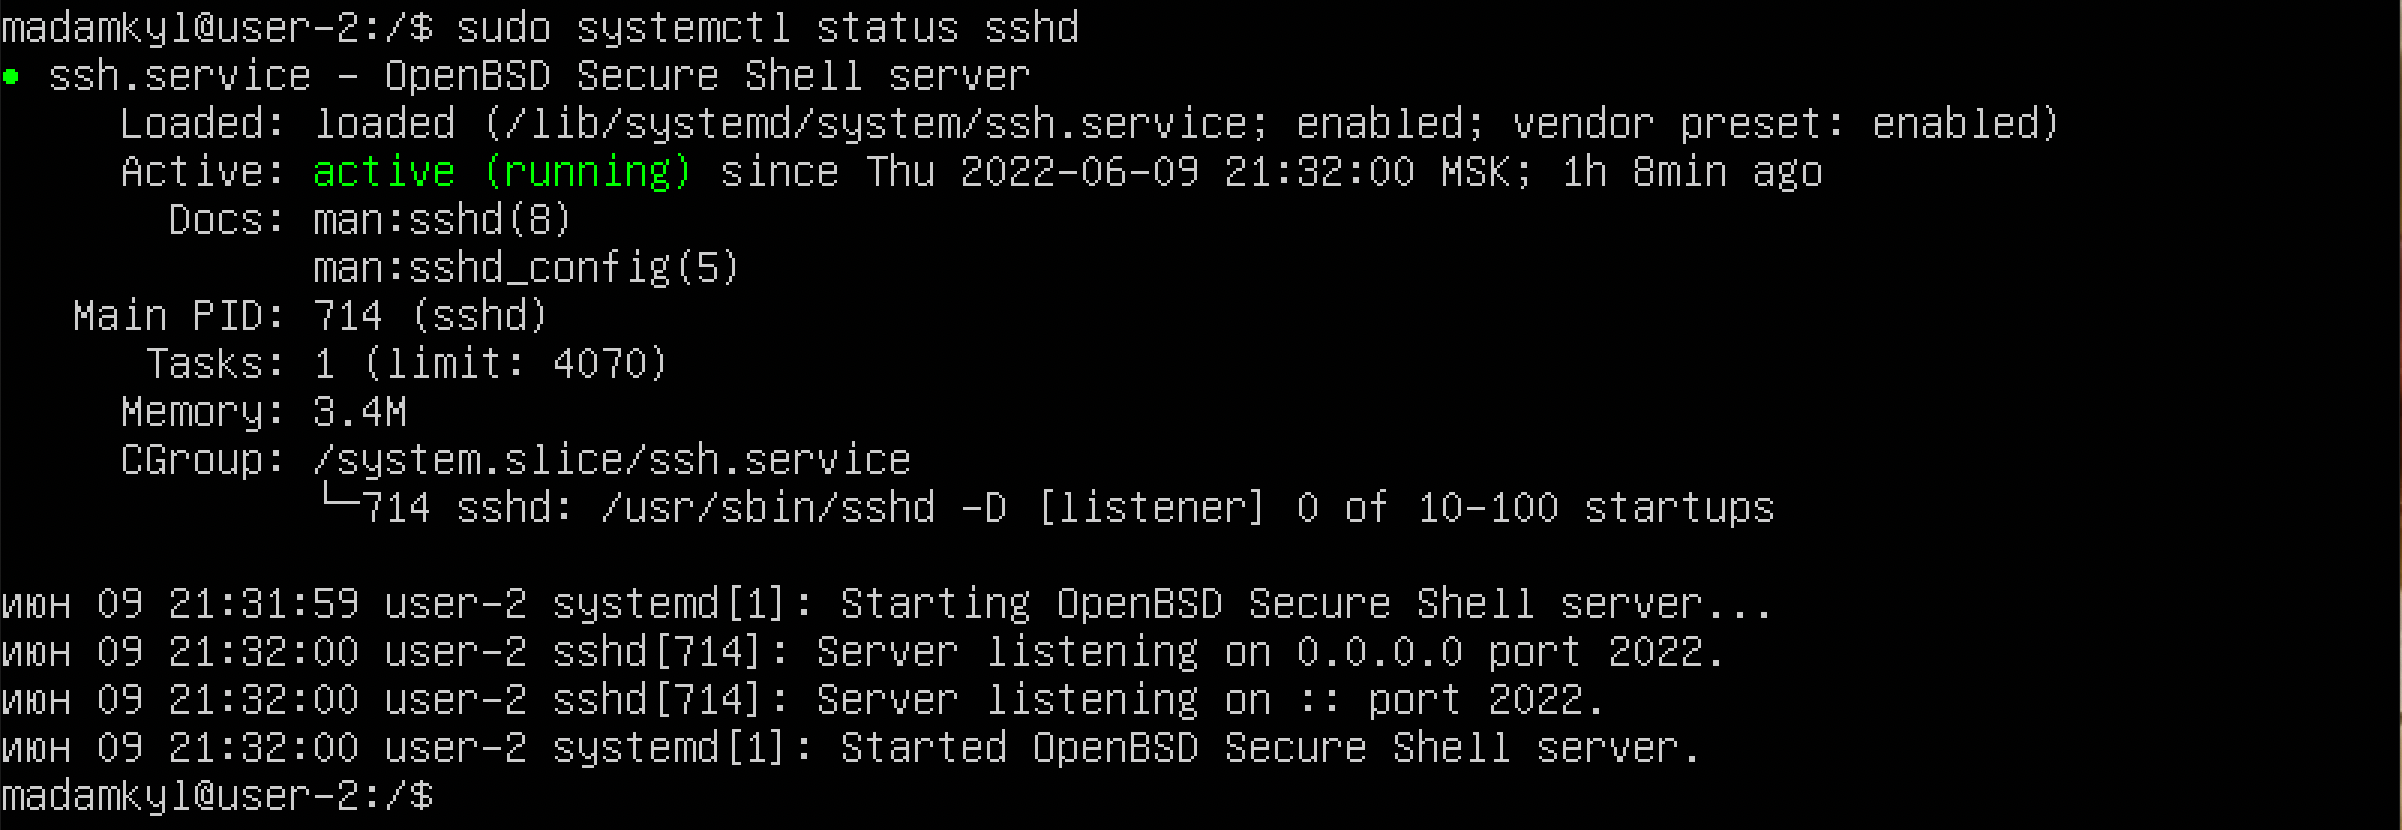 madamkyl@user-2:/$ sudo systemctl status sshd
● ssh.service - OpenBSD Secure Shell server
Loaded: loaded (/lib/systemd/system/ssh.service; enabled; vendor preset: enabled)
Active: active (running) since Thu 2022-06-09 21:32:00 MSK; 1h 8min ago
Docs: man:sshd(8)
man:sshd_config(5)
Main PID: 714 (sshd)
Tasks: 1 (limit: 4070)
Memory: 3.4M
CGroup: /system.slice/ssh.service
└─714 sshd: /usr/sbin/sshd -D [listener] 0 of 10-100 startups
июн 09 21:31:59 user-2 systemd[1]: Starting OpenBSD Secure Shell server...
июн 09 21:32:00 user-2 sshd[714]: Server listening on 0.0.0.0 port 2022.
июн 09 21:32:00 user-2 sshd[714]: Server listening on :: port 2022.
июн 09 21:32:00 user-2 systemd[1]: Started OpenBSD Secure Shell server.
madamkyl@user-2:/$